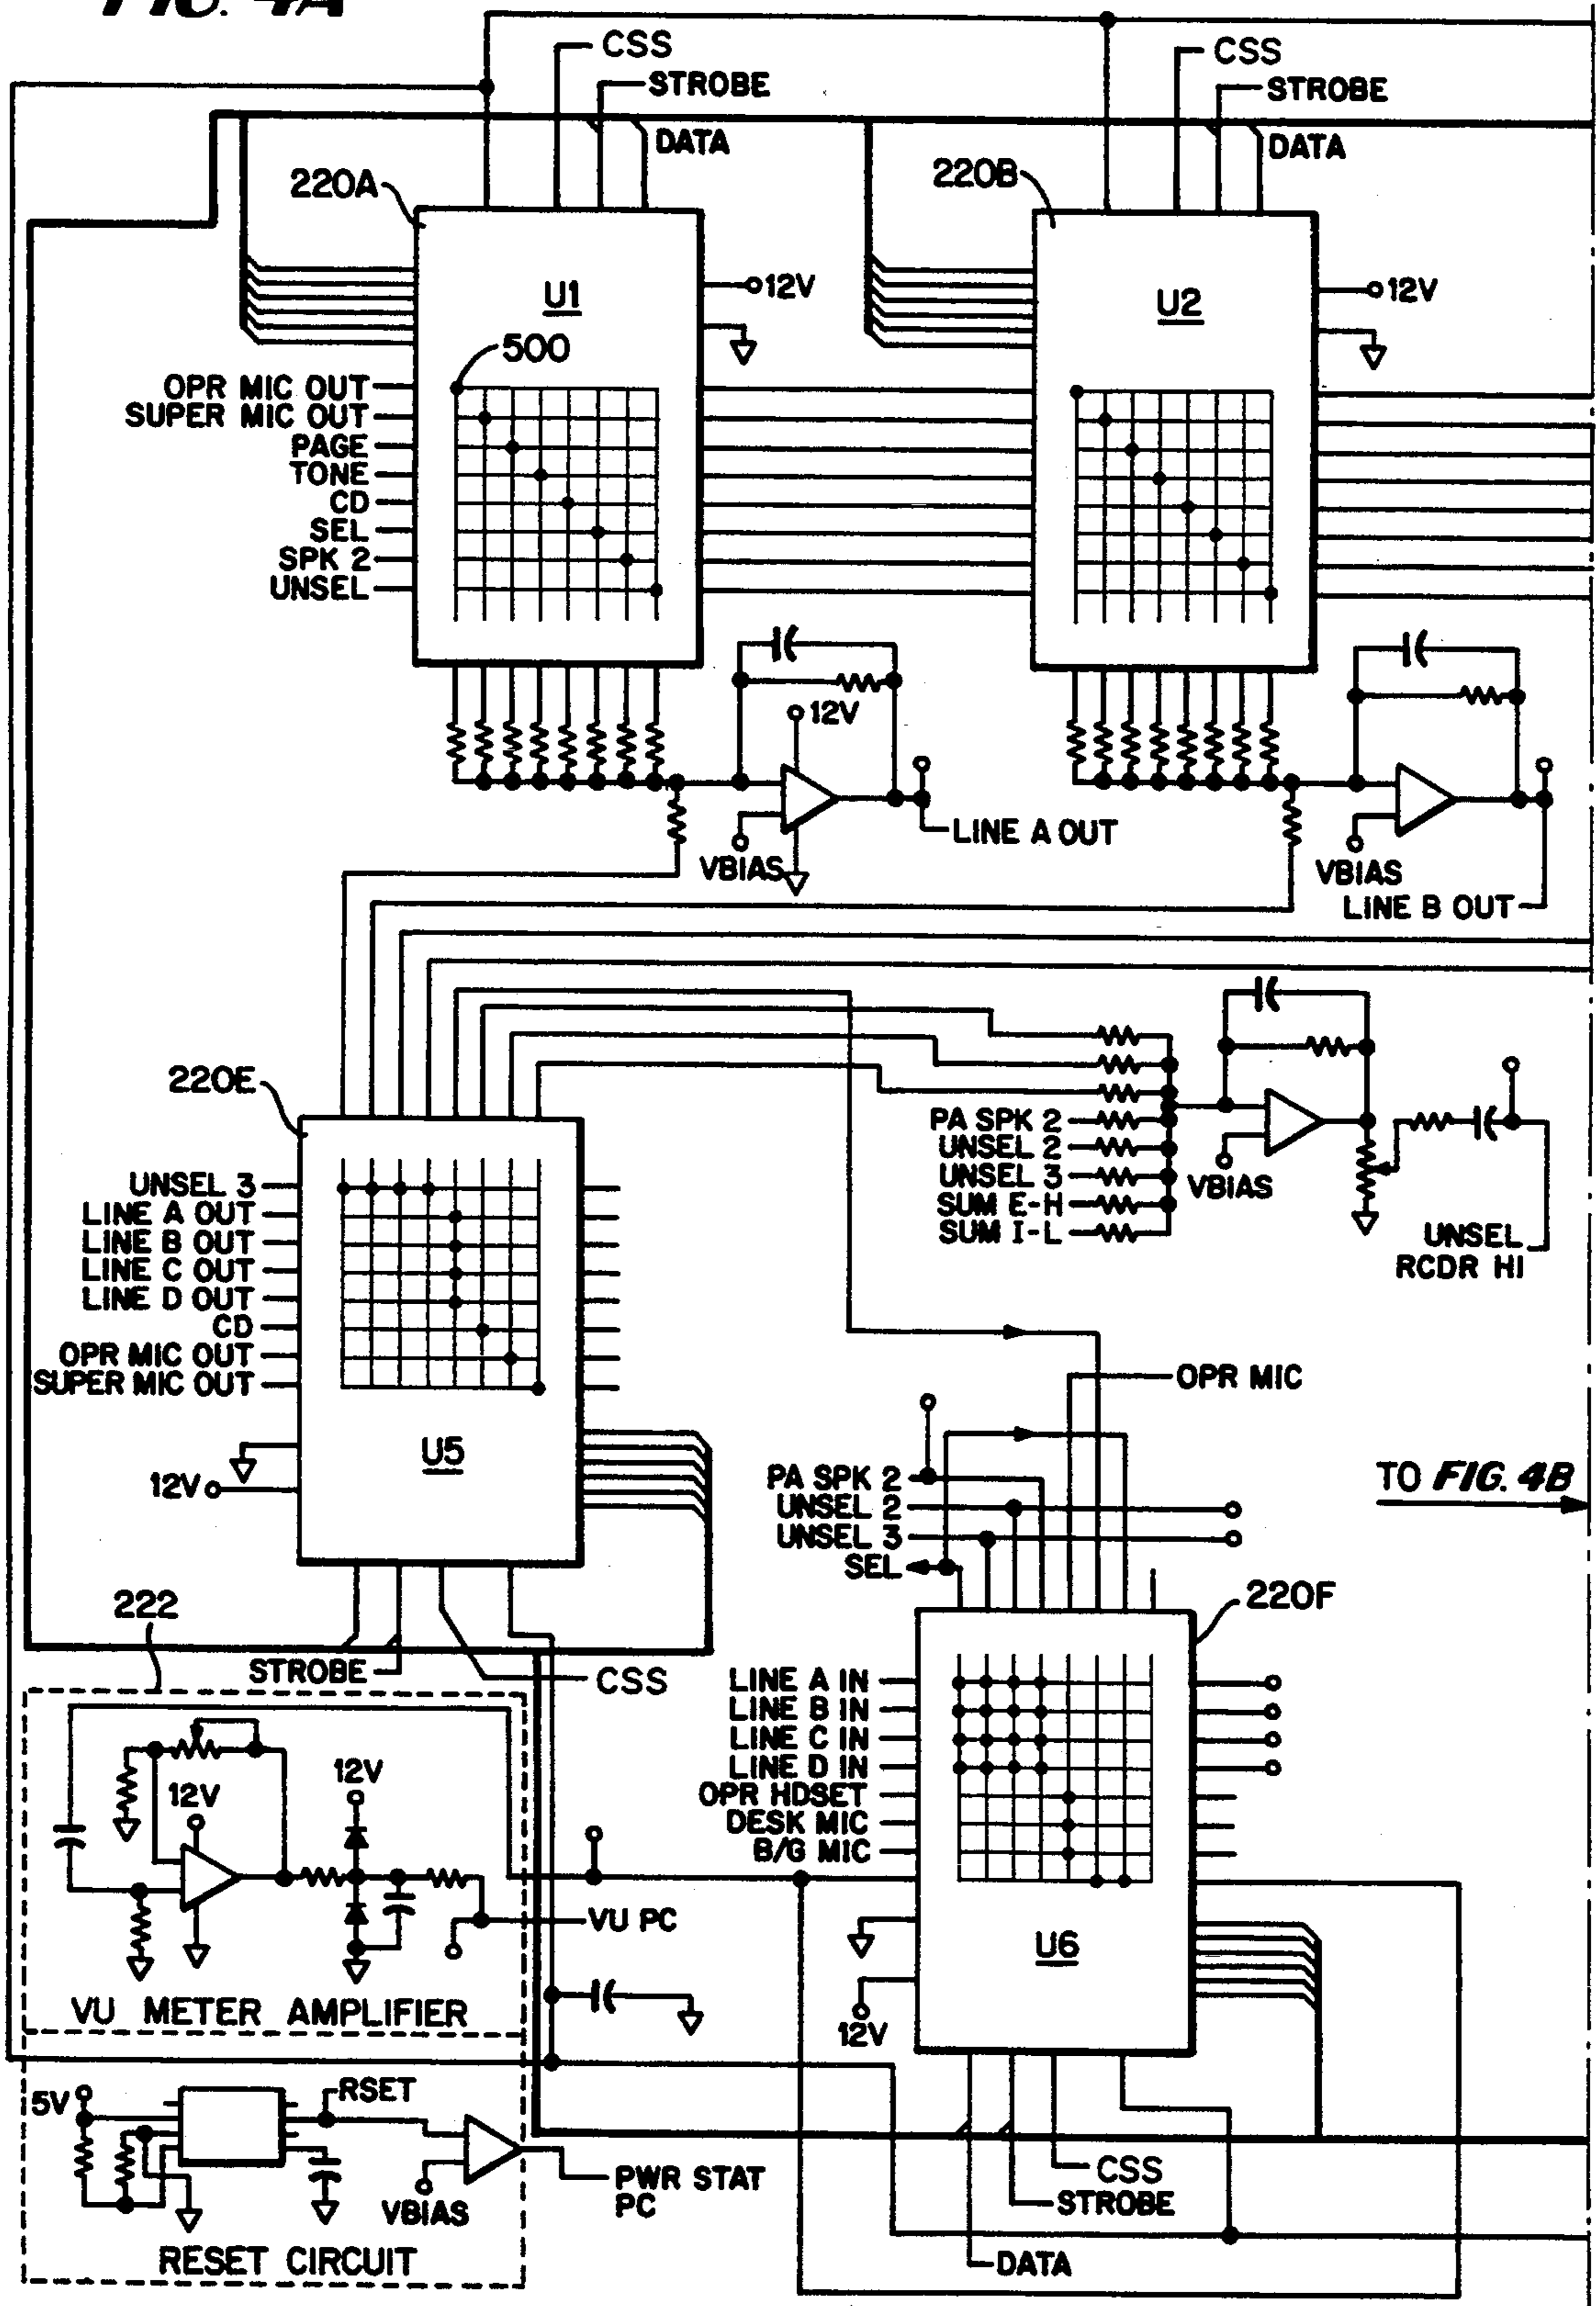 FIG. 4A
CSS
STROBE
DATA
CSS
STROBE
DATA
220A
220B
U1
12V
U2
12V
500
OPR MIC OUT
SUPER MIC OUT
PAGE
TONE
CD
SEL
SPK 2
UNSEL
12V
VBIAS
LINE A OUT
VBIAS
LINE B OUT
220E
UNSEL 3
LINE A OUT
LINE B OUT
LINE C OUT
LINE D OUT
CD
OPR MIC OUT
SUPER MIC OUT
U5
12V
PA SPK 2
UNSEL 2
UNSEL 3
SUM E-H
SUM I-L
VBIAS
UNSEL
RCDR HI
OPR MIC
PA SPK 2
UNSEL 2
UNSEL 3
SEL
TO FIG. 4B
220F
222
STROBE
CSS
LINE A IN
LINE B IN
LINE C IN
LINE D IN
OPR HDSET
DESK MIC
B/G MIC
U6
12V
12V
12V
VU PC
VU METER AMPLIFIER
5V
RSET
VBIAS
PWR STAT
PC
RESET CIRCUIT
CSS
STROBE
DATA